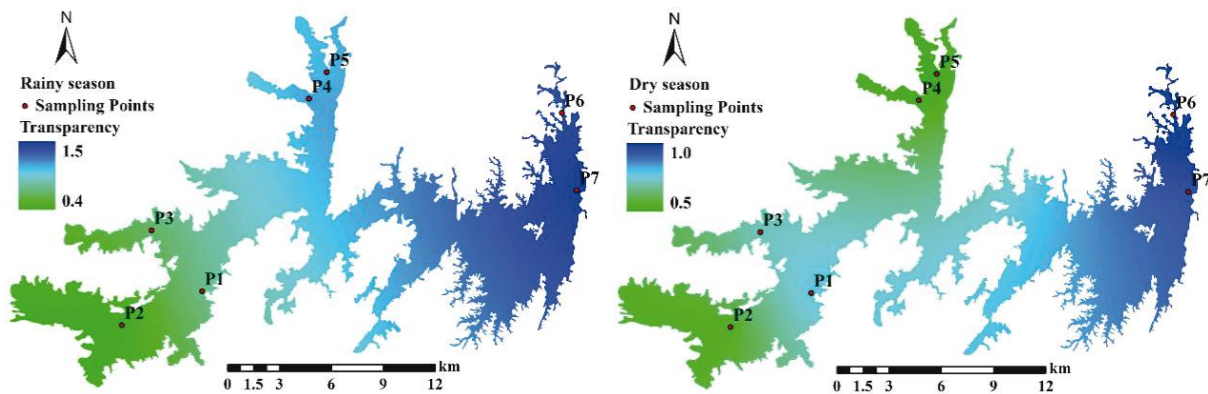 N
Rainy season
Sampling Points
Transparency
1.5
0.4
P5
P4
P6
P7
P3
P1
P2
km
0 1.5 3 6 9 12
N
Dry season
Sampling Points
Transparency
1.0
0.5
P5
P4
P6
P7
P3
P1
P2
km
0 1.5 3 6 9 12